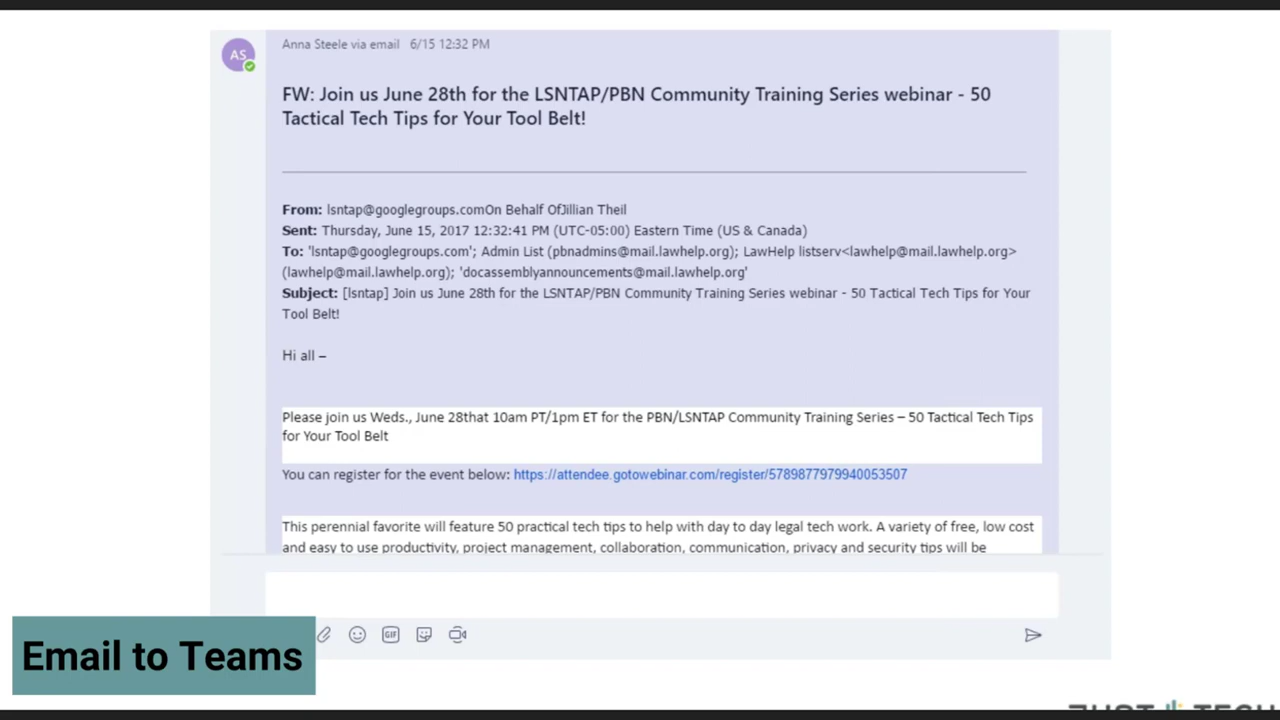 AS
Anna Steele via email 6/15 12:32 PM
FW: Join us June 28th for the LSNTAP/PBN Community Training Series webinar - 50
Tactical Tech Tips for Your Tool Belt!
From: lsntap@googlegroups.comOn Behalf OfJillian Theil
Sent: Thursday, June 15, 2017 12:32:41 PM (UTC-05:00) Eastern Time (US & Canada)
To: 'lsntap@googlegroups.com'; Admin List (pbnadmins@mail.lawhelp.org); LawHelp listserv<lawhelp@mail.lawhelp.org>
(lawhelp@mail.lawhelp.org); 'docassemblyannouncements@mail.lawhelp.org'
Subject: [lsntap] Join us June 28th for the LSNTAP/PBN Community Training Series webinar - 50 Tactical Tech Tips for Your
Tool Belt!
Hi all –
Please join us Weds., June 28that 10am PT/1pm ET for the PBN/LSNTAP Community Training Series – 50 Tactical Tech Tips
for Your Tool Belt
You can register for the event below: https://attendee.gotowebinar.com/register/5789877979940053507
This perennial favorite will feature 50 practical tech tips to help with day to day legal tech work. A variety of free, low cost
and easy to use productivity, project management, collaboration, communication, privacy and security tips will be
GIF
Email to Teams